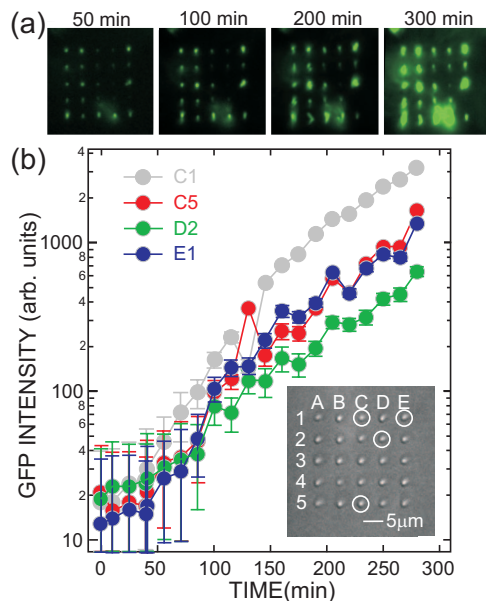 (a)
50 min 100 min 200 min 300 min
(b)
GFP INTENSITY (arb. units)
4
2
1000
6
4
2
100
6
4
2
10
C1
C5
D2
E1
A B C D E
1
2
3
4
5
5μm
0 50 100 150 200 250 300
TIME(min)